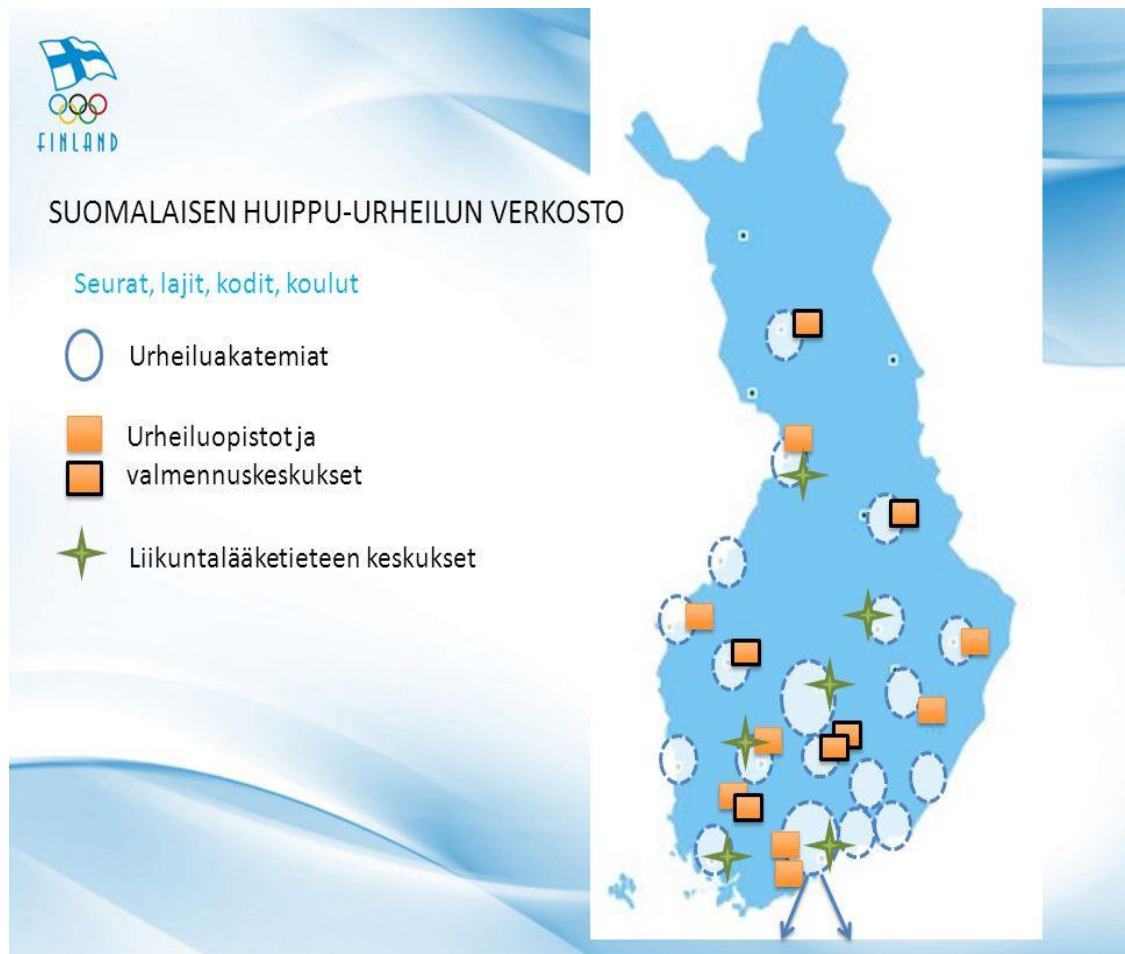 FINLAND
SUOMALAISEN HUIPPU-URHEILUN VERKOSTO
Seurat, lajit, kodit, koulut
Urheiluakatemiat
Urheiluopistot ja
valmennuskeskukset
Liikuntalääketieteen keskukset